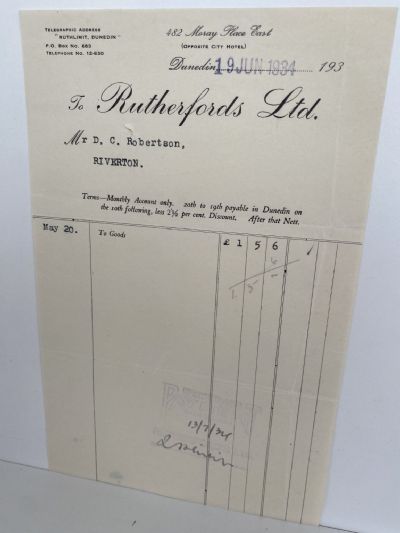 TELEGRAPHIC ADDRESS
"RUTHLIMIT, DUNEDIN"
P.O. BOX NO. 683
TELEPHONE NO. 12-630
482 Moray Place East
(OPPOSITE CITY HOTEL)
Dunedin 19 JUN 1934 193
To Rutherfords Ltd.
Mr D. C. Robertson,
RIVERTON.
Terms—Monthly Account only. 20th to 19th payable in Dunedin on
the 20th following, less 2½ per cent. Discount. After that Nett.
May 20. To Goods £ 1 5 6
13/7/34